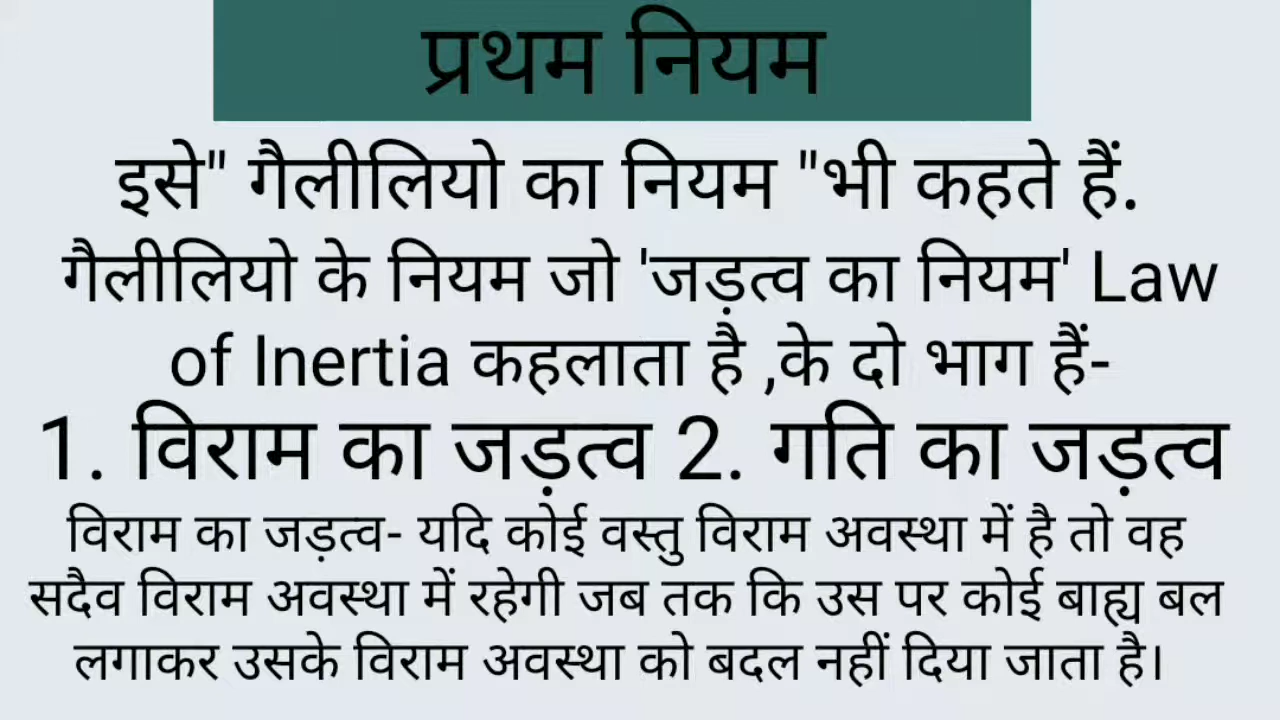 प्रथम नियम
इसे" गैलीलियो का नियम "भी कहते हैं.
गैलीलियो के नियम जो 'जड़त्व का नियम' Law
of Inertia कहलाता है ,के दो भाग हैं-
1. विराम का जड़त्व 2. गति का जड़त्व
विराम का जड़त्व- यदि कोई वस्तु विराम अवस्था में है तो वह
सदैव विराम अवस्था में रहेगी जब तक कि उस पर कोई बाह्य बल
लगाकर उसके विराम अवस्था को बदल नहीं दिया जाता है।